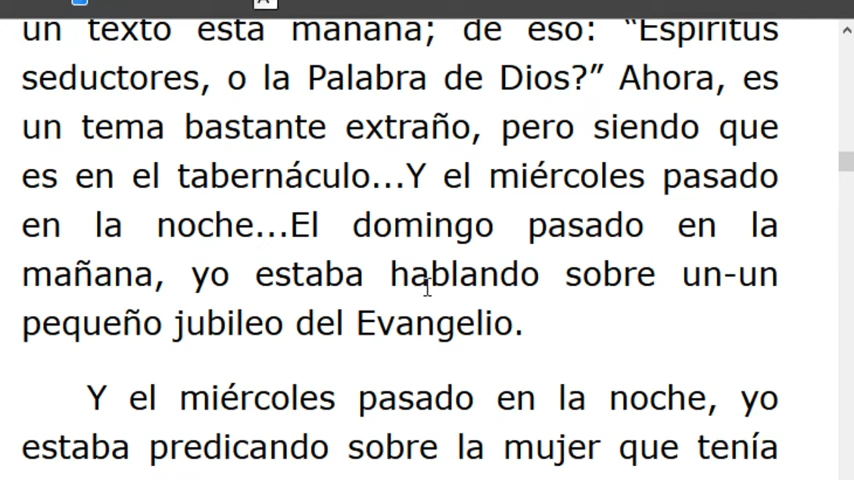 un texto esta mañana; de eso: “Espíritus
seductores, o la Palabra de Dios?” Ahora, es
un tema bastante extraño, pero siendo que
es en el tabernáculo...Y el miércoles pasado
en la noche...El domingo pasado en la
mañana, yo estaba hablando sobre un-un
pequeño jubileo del Evangelio.
Y el miércoles pasado en la noche, yo
estaba predicando sobre la mujer que tenía